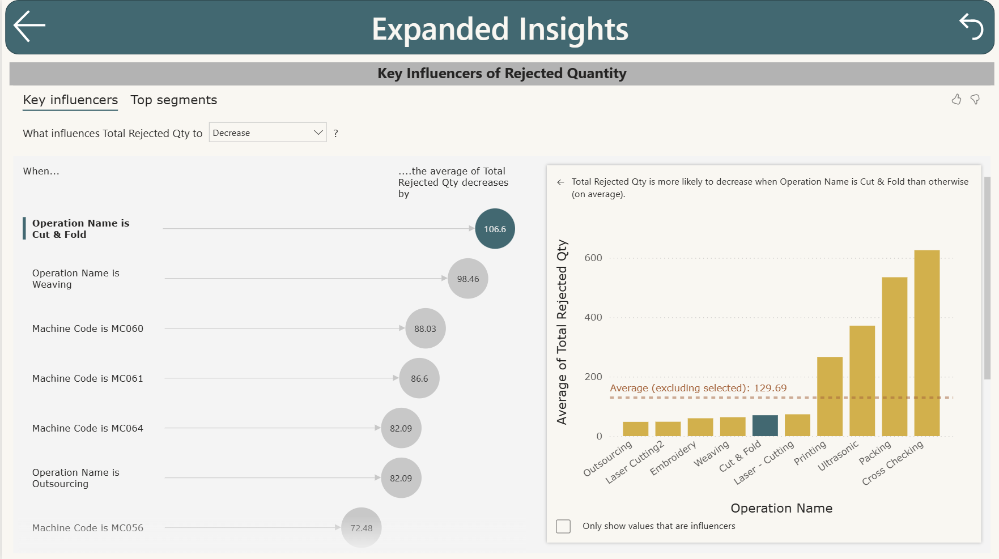 Expanded Insights
Key Influencers of Rejected Quantity
Key influencers
Top segments
What influences Total Rejected Qty to
Decrease
?
When...
....the average of Total
Rejected Qty decreases
by
Operation Name is
Cut & Fold
106.6
Operation Name is
Weaving
98.46
Machine Code is MC060
88.03
Machine Code is MC061
86.6
Machine Code is MC064
82.09
Operation Name is
Outsourcing
82.09
Machine Code is MC056
72.48
Total Rejected Qty is more likely to decrease when Operation Name is Cut & Fold than otherwise
(on average).
Average of Total Rejected Qty
600
400
200
0
Average (excluding selected): 129.69
Outsourcing
Laser Cutting2
Embroidery
Weaving
Cut & Fold
Laser - Cutting
Printing
Ultrasonic
Packing
Cross Checking
Operation Name
Only show values that are influencers